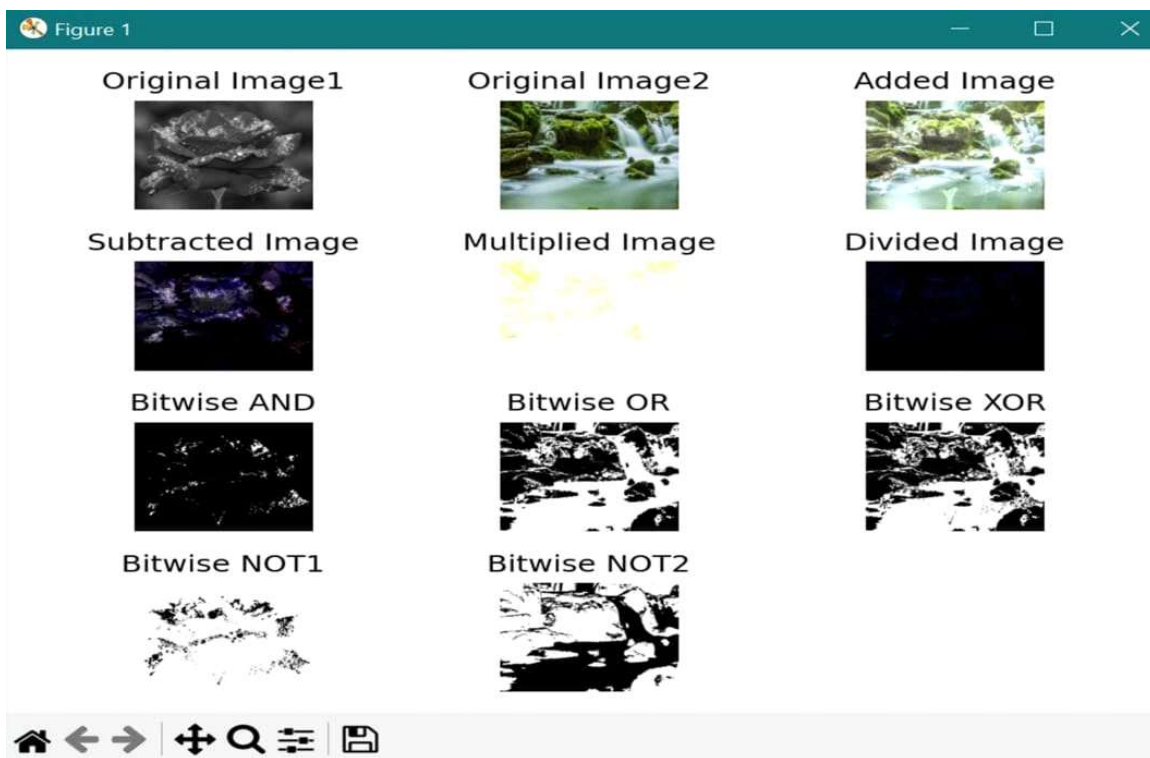 Figure 1
Original Image1 Original Image2 Added Image
Subtracted Image Multiplied Image Divided Image
Bitwise AND Bitwise OR Bitwise XOR
Bitwise NOT1 Bitwise NOT2